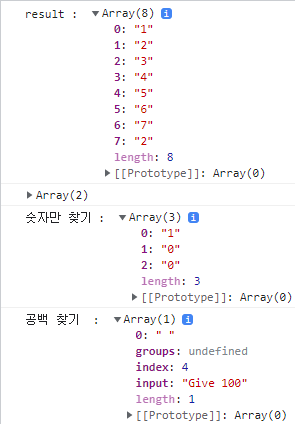 result :  ▼Array(8) i
0: "1"
1: "2"
2: "3"
3: "4"
4: "5"
5: "6"
6: "7"
7: "2"
length: 8
▶[[Prototype]]: Array(0)
▶Array(2)
숫자만 찾기 :  ▼Array(3) i
0: "1"
1: "0"
2: "0"
length: 3
▶[[Prototype]]: Array(0)
공백 찾기  :  ▼Array(1) i
0: " "
groups: undefined
index: 4
input: "Give 100"
length: 1
▶[[Prototype]]: Array(0)